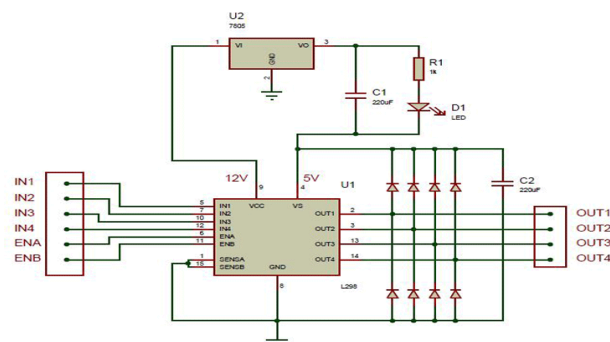 U2
7805
1 VI VO 3
GND
2
R1
1k
C1
220uF
D1
LED
12V 5V
9 4 U1
C2
220uF
IN1
IN2
IN3
IN4
ENA
ENB
5 IN1 VCC VS
7 IN2 OUT1 2
10 IN3 OUT2 3
12 IN4 OUT3 13
6 ENA OUT4 14
11 ENB
1 SENSA GND
15 SENSB
8
L298
OUT1
OUT2
OUT3
OUT4